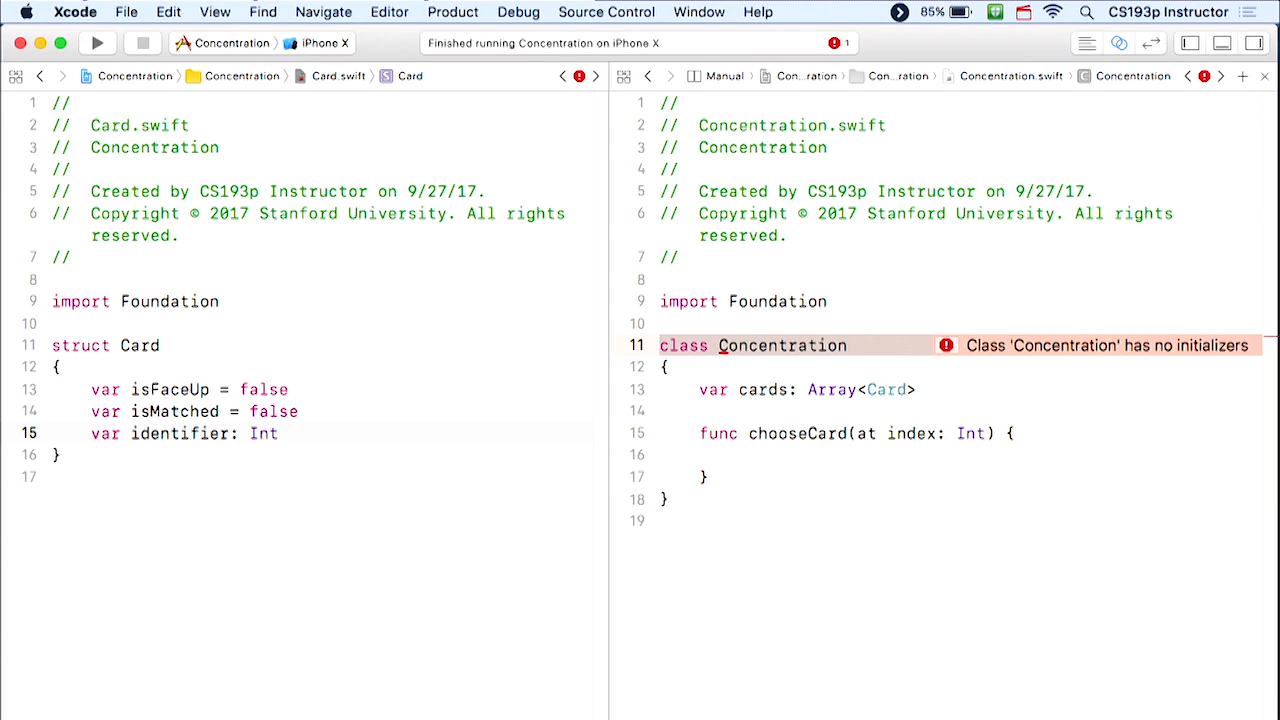 Xcode File Edit View Find Navigate Editor Product Debug Source Control Window Help 85% CS193p Instructor
Concentration iPhone X Finished running Concentration on iPhone X 1
Concentration Concentration Card.swift Card
Manual Con...ration Con...ration Concentration.swift Concentration
1 //
2 // Card.swift
3 // Concentration
4 //
5 // Created by CS193p Instructor on 9/27/17.
6 // Copyright © 2017 Stanford University. All rights
reserved.
7 //
8
9 import Foundation
10
11 struct Card
12 {
13 var isFaceUp = false
14 var isMatched = false
15 var identifier: Int
16 }
17
1 //
2 // Concentration.swift
3 // Concentration
4 //
5 // Created by CS193p Instructor on 9/27/17.
6 // Copyright © 2017 Stanford University. All rights
reserved.
7 //
8
9 import Foundation
10
11 class Concentration Class 'Concentration' has no initializers
12 {
13 var cards: Array<Card>
14
15 func chooseCard(at index: Int) {
16
17 }
18 }
19